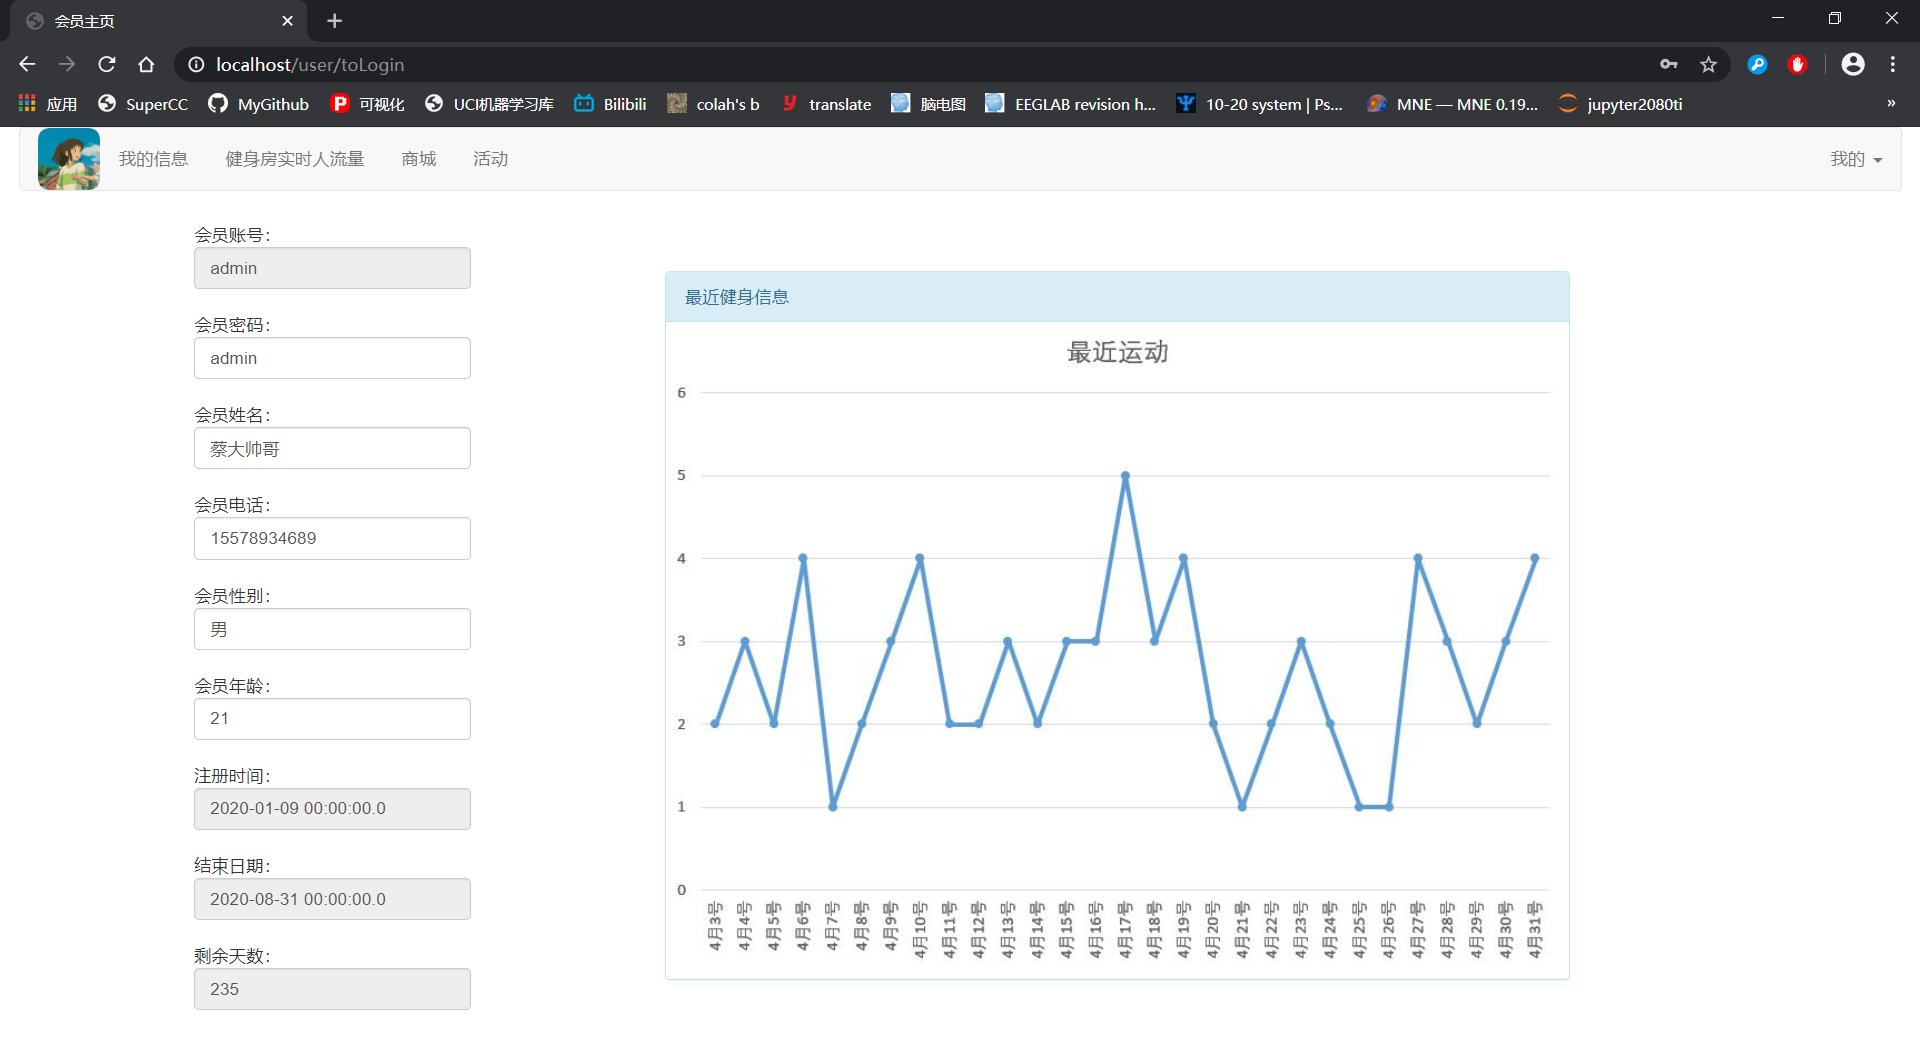 会员主页
localhost/user/toLogin
应用 SuperCC MyGithub 可视化 UCI机器学习库 Bilibili colah's b translate 脑电图 EEGLAB revision h... 10-20 system | Ps... MNE — MNE 0.19... jupyter2080ti »
我的信息 健身房实时人流量 商城 活动 我的
会员账号：
admin
会员密码：
admin
会员姓名：
蔡大帅哥
会员电话：
15578934689
会员性别：
男
会员年龄：
21
注册时间：
2020-01-09 00:00:00.0
结束日期：
2020-08-31 00:00:00.0
剩余天数：
235
最近健身信息
最近运动
6
5
4
3
2
1
0
4月3号 4月4号 4月5号 4月6号 4月7号 4月8号 4月9号 4月10号 4月11号 4月12号 4月13号 4月14号 4月15号 4月16号 4月17号 4月18号 4月19号 4月20号 4月21号 4月22号 4月23号 4月24号 4月25号 4月26号 4月27号 4月28号 4月29号 4月30号 4月31号